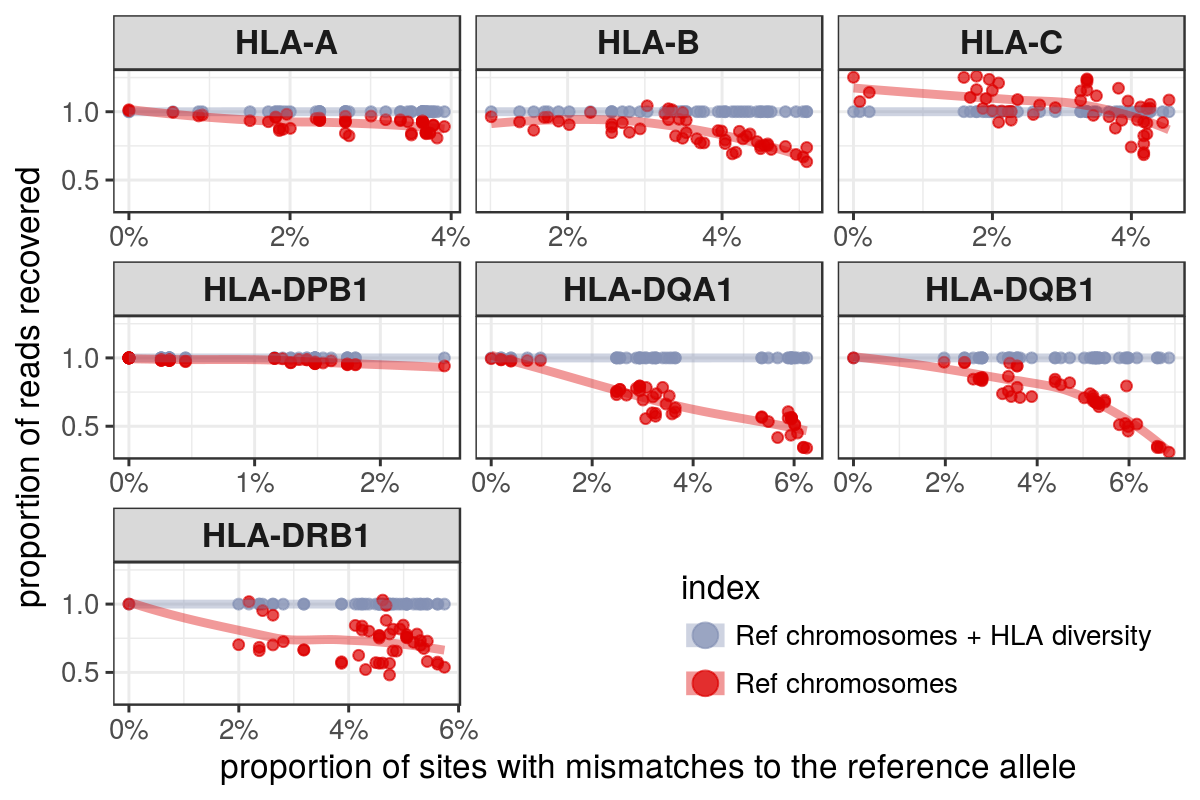 HLA-A HLA-B HLA-C
1.0
0.5
0% 2% 4% 2% 4% 0% 2% 4%
HLA-DPB1 HLA-DQA1 HLA-DQB1
1.0
0.5
0% 1% 2% 0% 2% 4% 6% 0% 2% 4% 6%
HLA-DRB1
1.0
0.5
0% 2% 4% 6%
proportion of reads recovered
proportion of sites with mismatches to the reference allele
index
Ref chromosomes + HLA diversity
Ref chromosomes